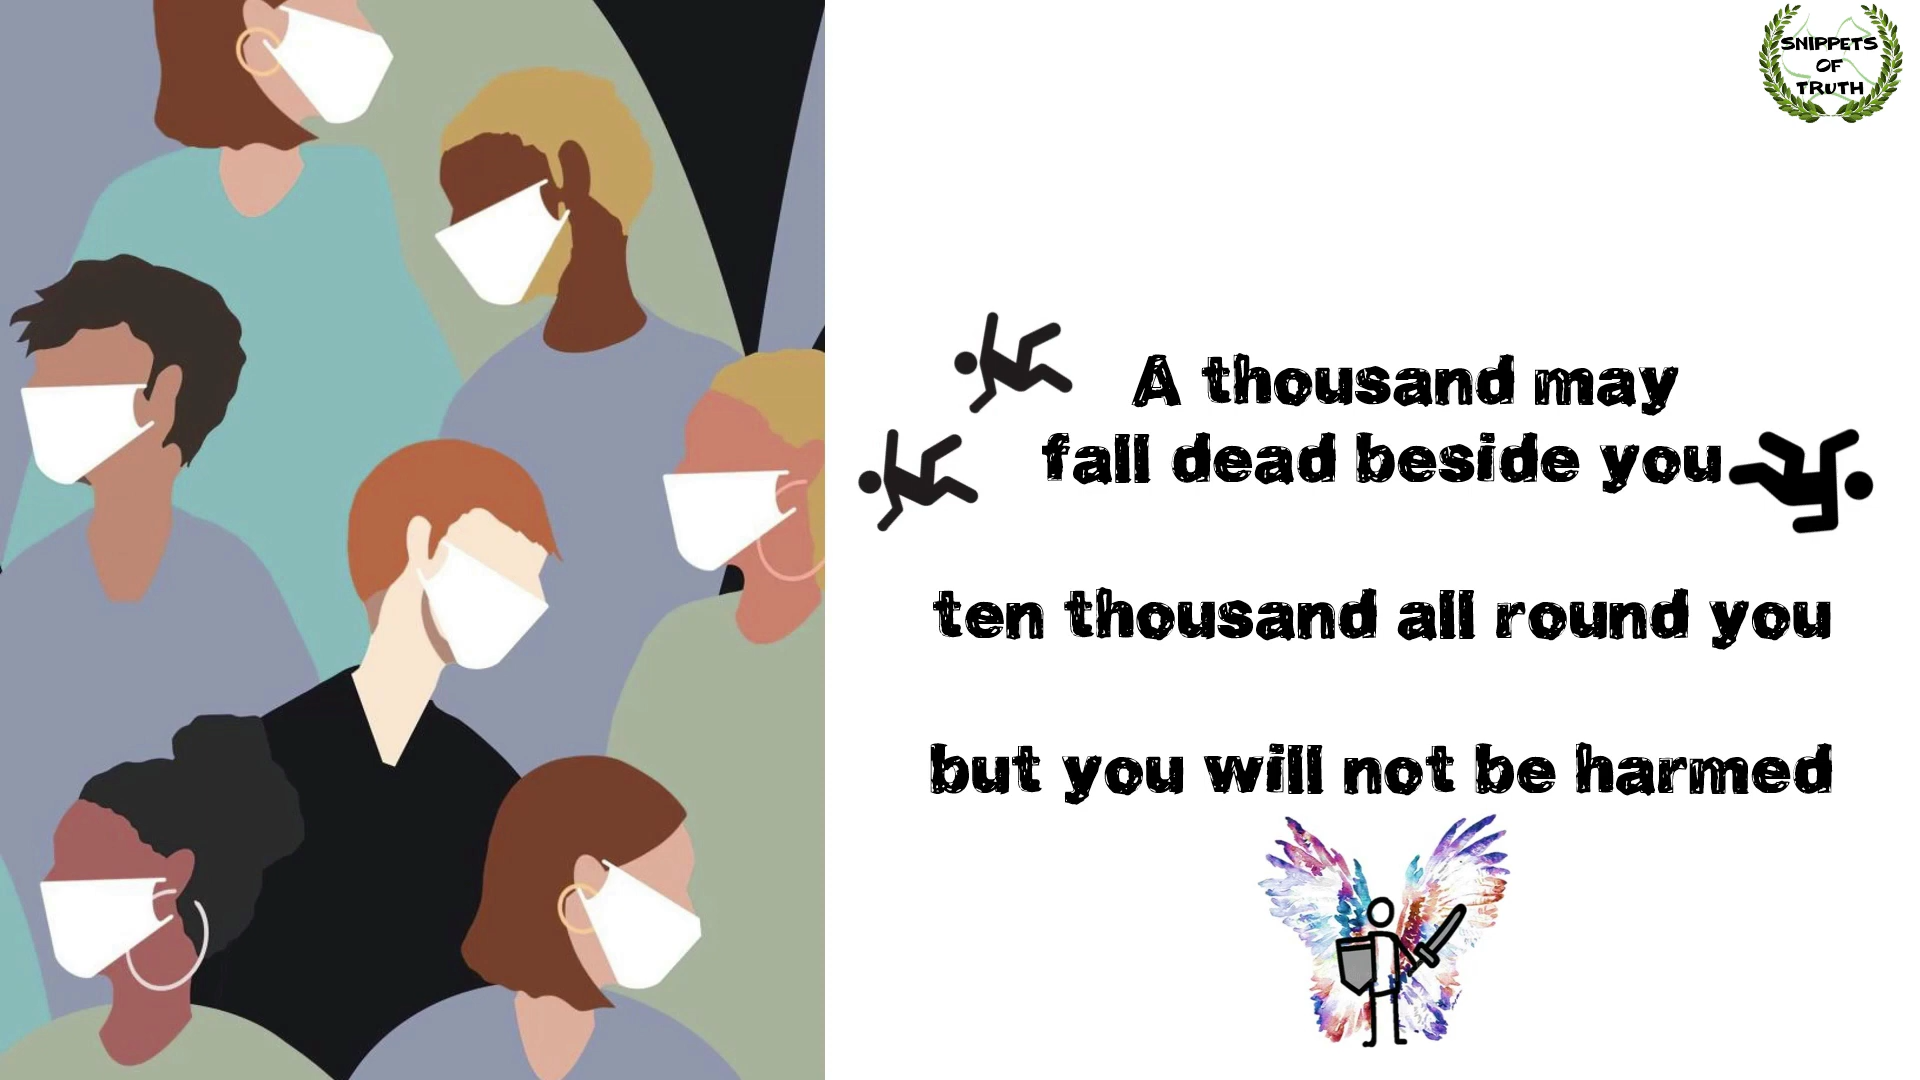 SNIPPETS
OF
TRUTH
A thousand may
fall dead beside you
ten thousand all round you
but you will not be harmed